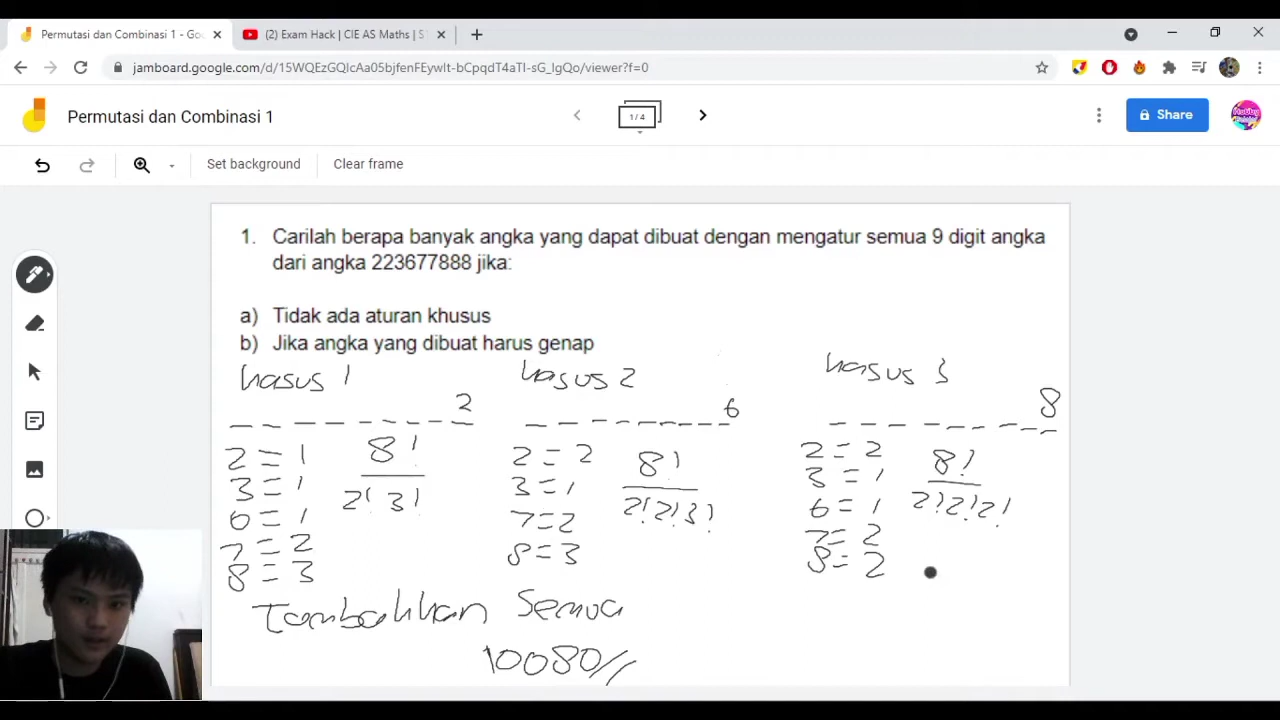 Permutasi dan Combinasi 1 - Goo
(2) Exam Hack | CIE AS Maths | S1
jamboard.google.com/d/15WQEzGQIcAa05bjfenFEywIt-bCpqdT4aTI-sG_IgQo/viewer?f=0
Permutasi dan Combinasi 1
1/4
Share
Set background
Clear frame
1. Carilah berapa banyak angka yang dapat dibuat dengan mengatur semua 9 digit angka
dari angka 223677888 jika:
a) Tidak ada aturan khusus
b) Jika angka yang dibuat harus genap
kasus 1
2
2 = 1
3 = 1
6 = 1
7 = 2
8 = 3
8!
2! 3!
kasus 2
6
2 = 2
3 = 1
7 = 2
8 = 3
8!
2!2!3!
kasus 3
8
2 = 2
3 = 1
6 = 1
7 = 2
8 = 2
8!
2!2!2!
Tambahkan Semua
10080//